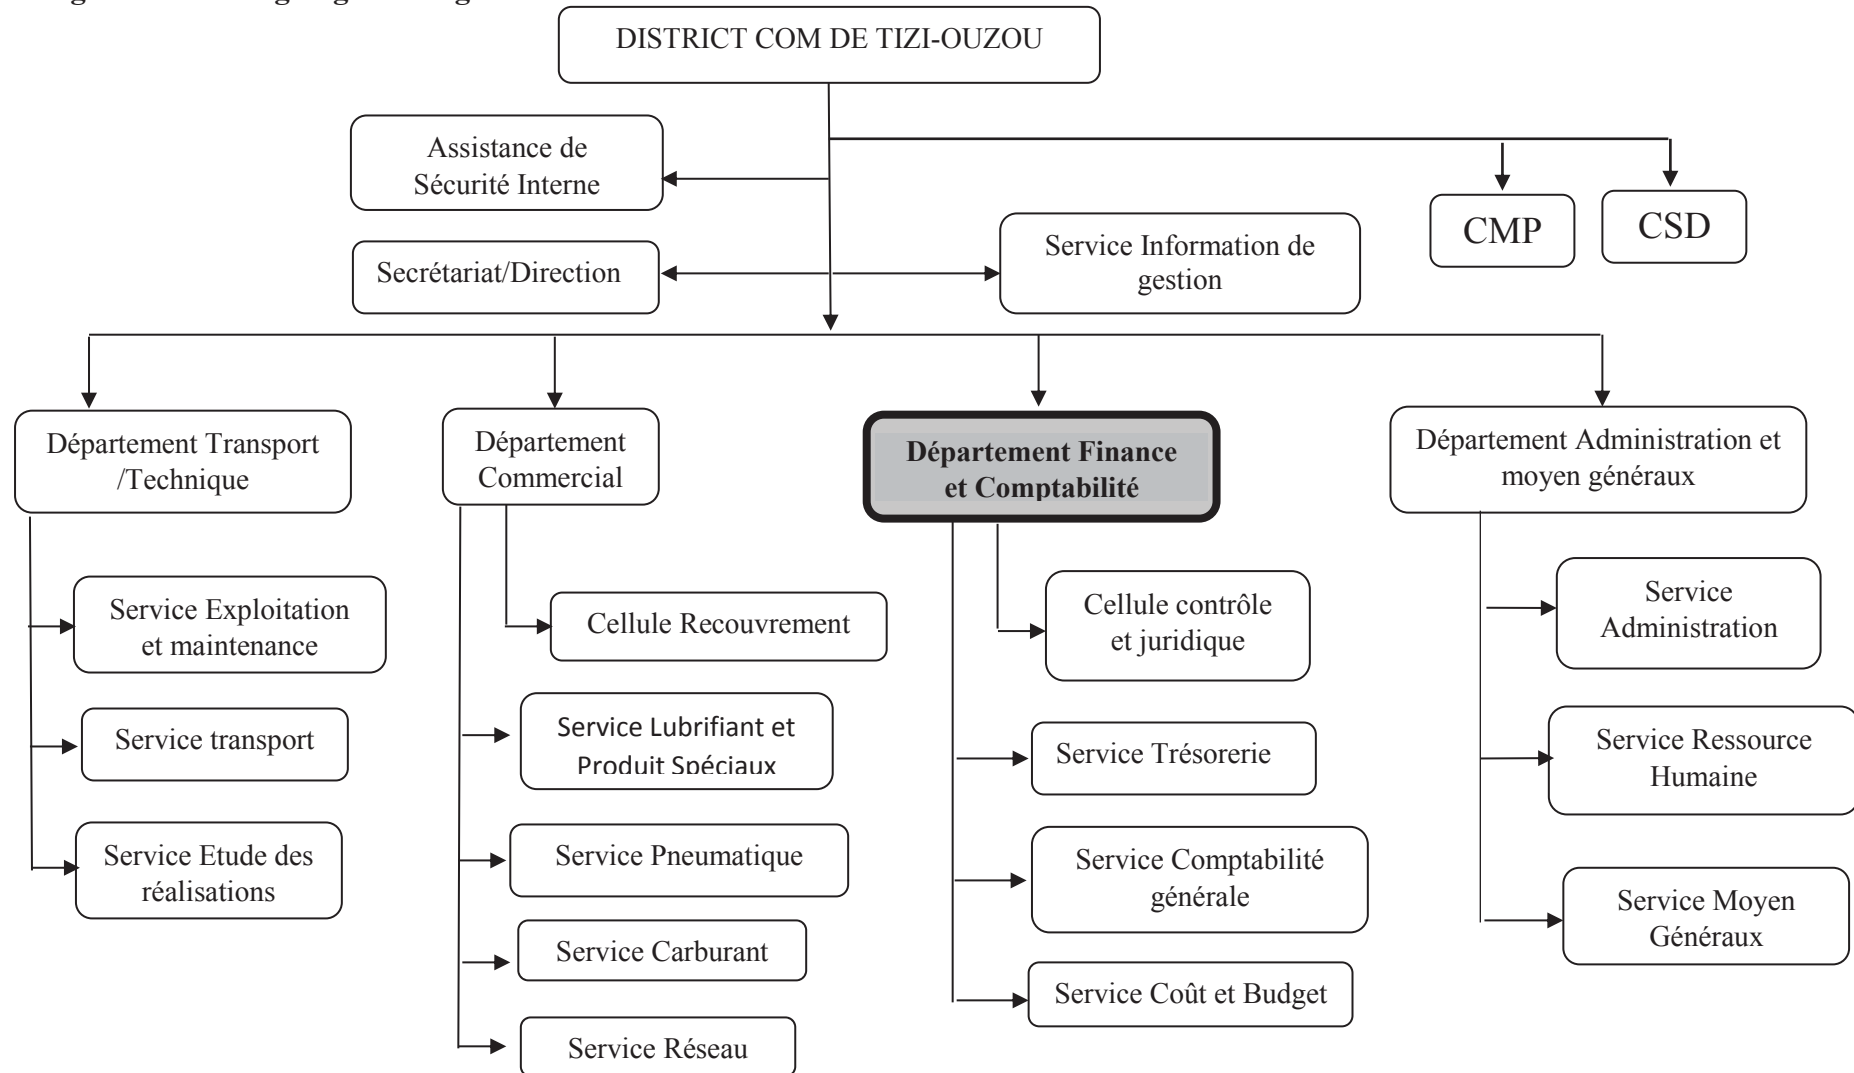 DISTRICT COM DE TIZI-OUZOU
Assistance de
Sécurité Interne
CMP
CSD
Secrétariat/Direction
Service Information de
gestion
Département Transport
/Technique
Département
Commercial
Département Finance
et Comptabilité
Département Administration et
moyen généraux
Service Exploitation
et maintenance
Service transport
Service Etude des
réalisations
Cellule Recouvrement
Service Lubrifiant et
Produit Spéciaux
Service Pneumatique
Service Carburant
Service Réseau
Cellule contrôle
et juridique
Service Trésorerie
Service Comptabilité
générale
Service Coût et Budget
Service
Administration
Service Ressource
Humaine
Service Moyen
Généraux